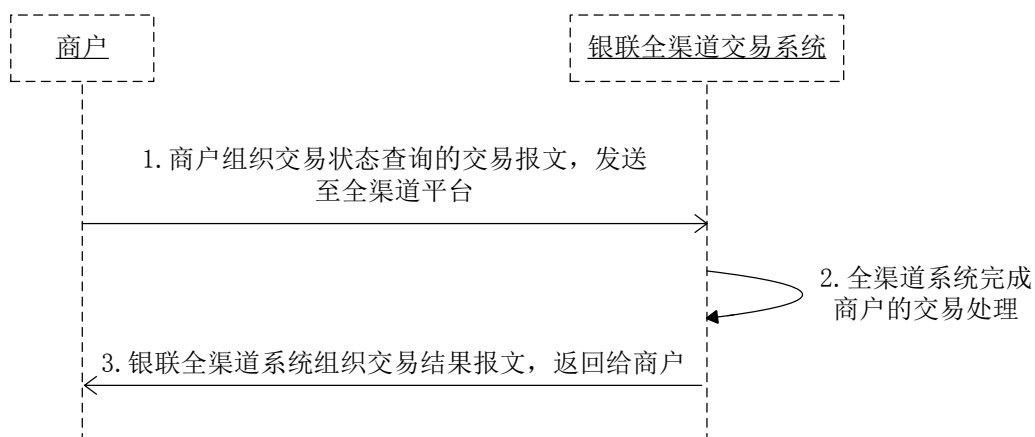 商户
银联全渠道交易系统
1.商户组织交易状态查询的交易报文，发送
至全渠道平台
2.全渠道系统完成
商户的交易处理
3.银联全渠道系统组织交易结果报文，返回给商户